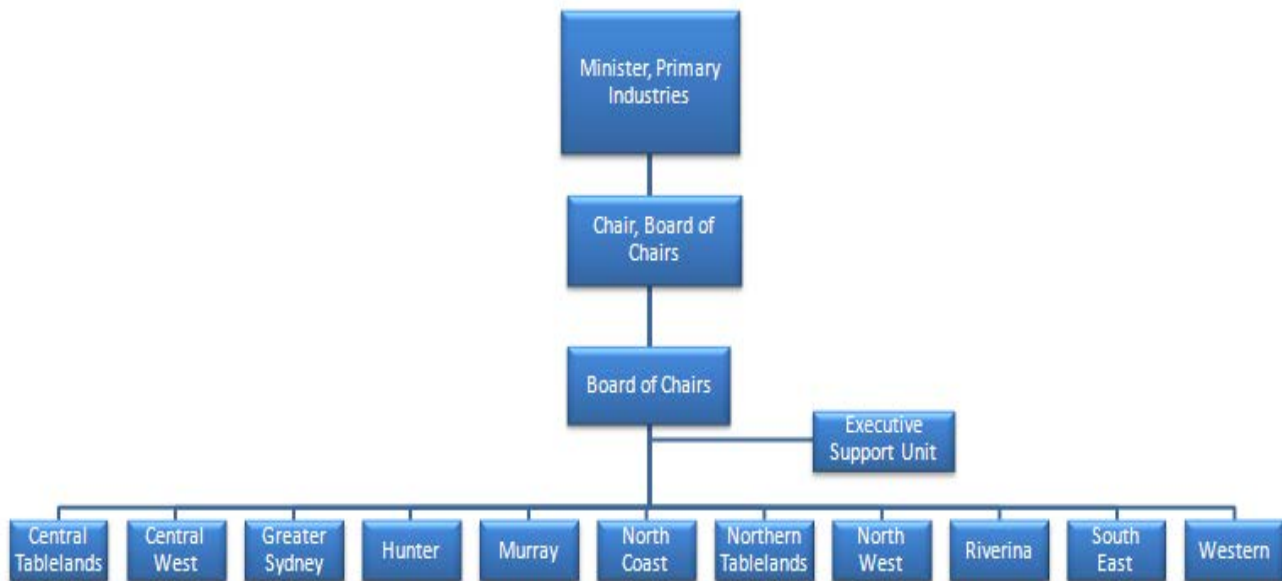 Minister, Primary
Industries
Chair, Board of
Chairs
Board of Chairs
Executive
Support Unit
Central
Tablelands
Central
West
Greater
Sydney
Hunter
Murray
North
Coast
Northern
Tablelands
North
West
Riverina
South
East
Western